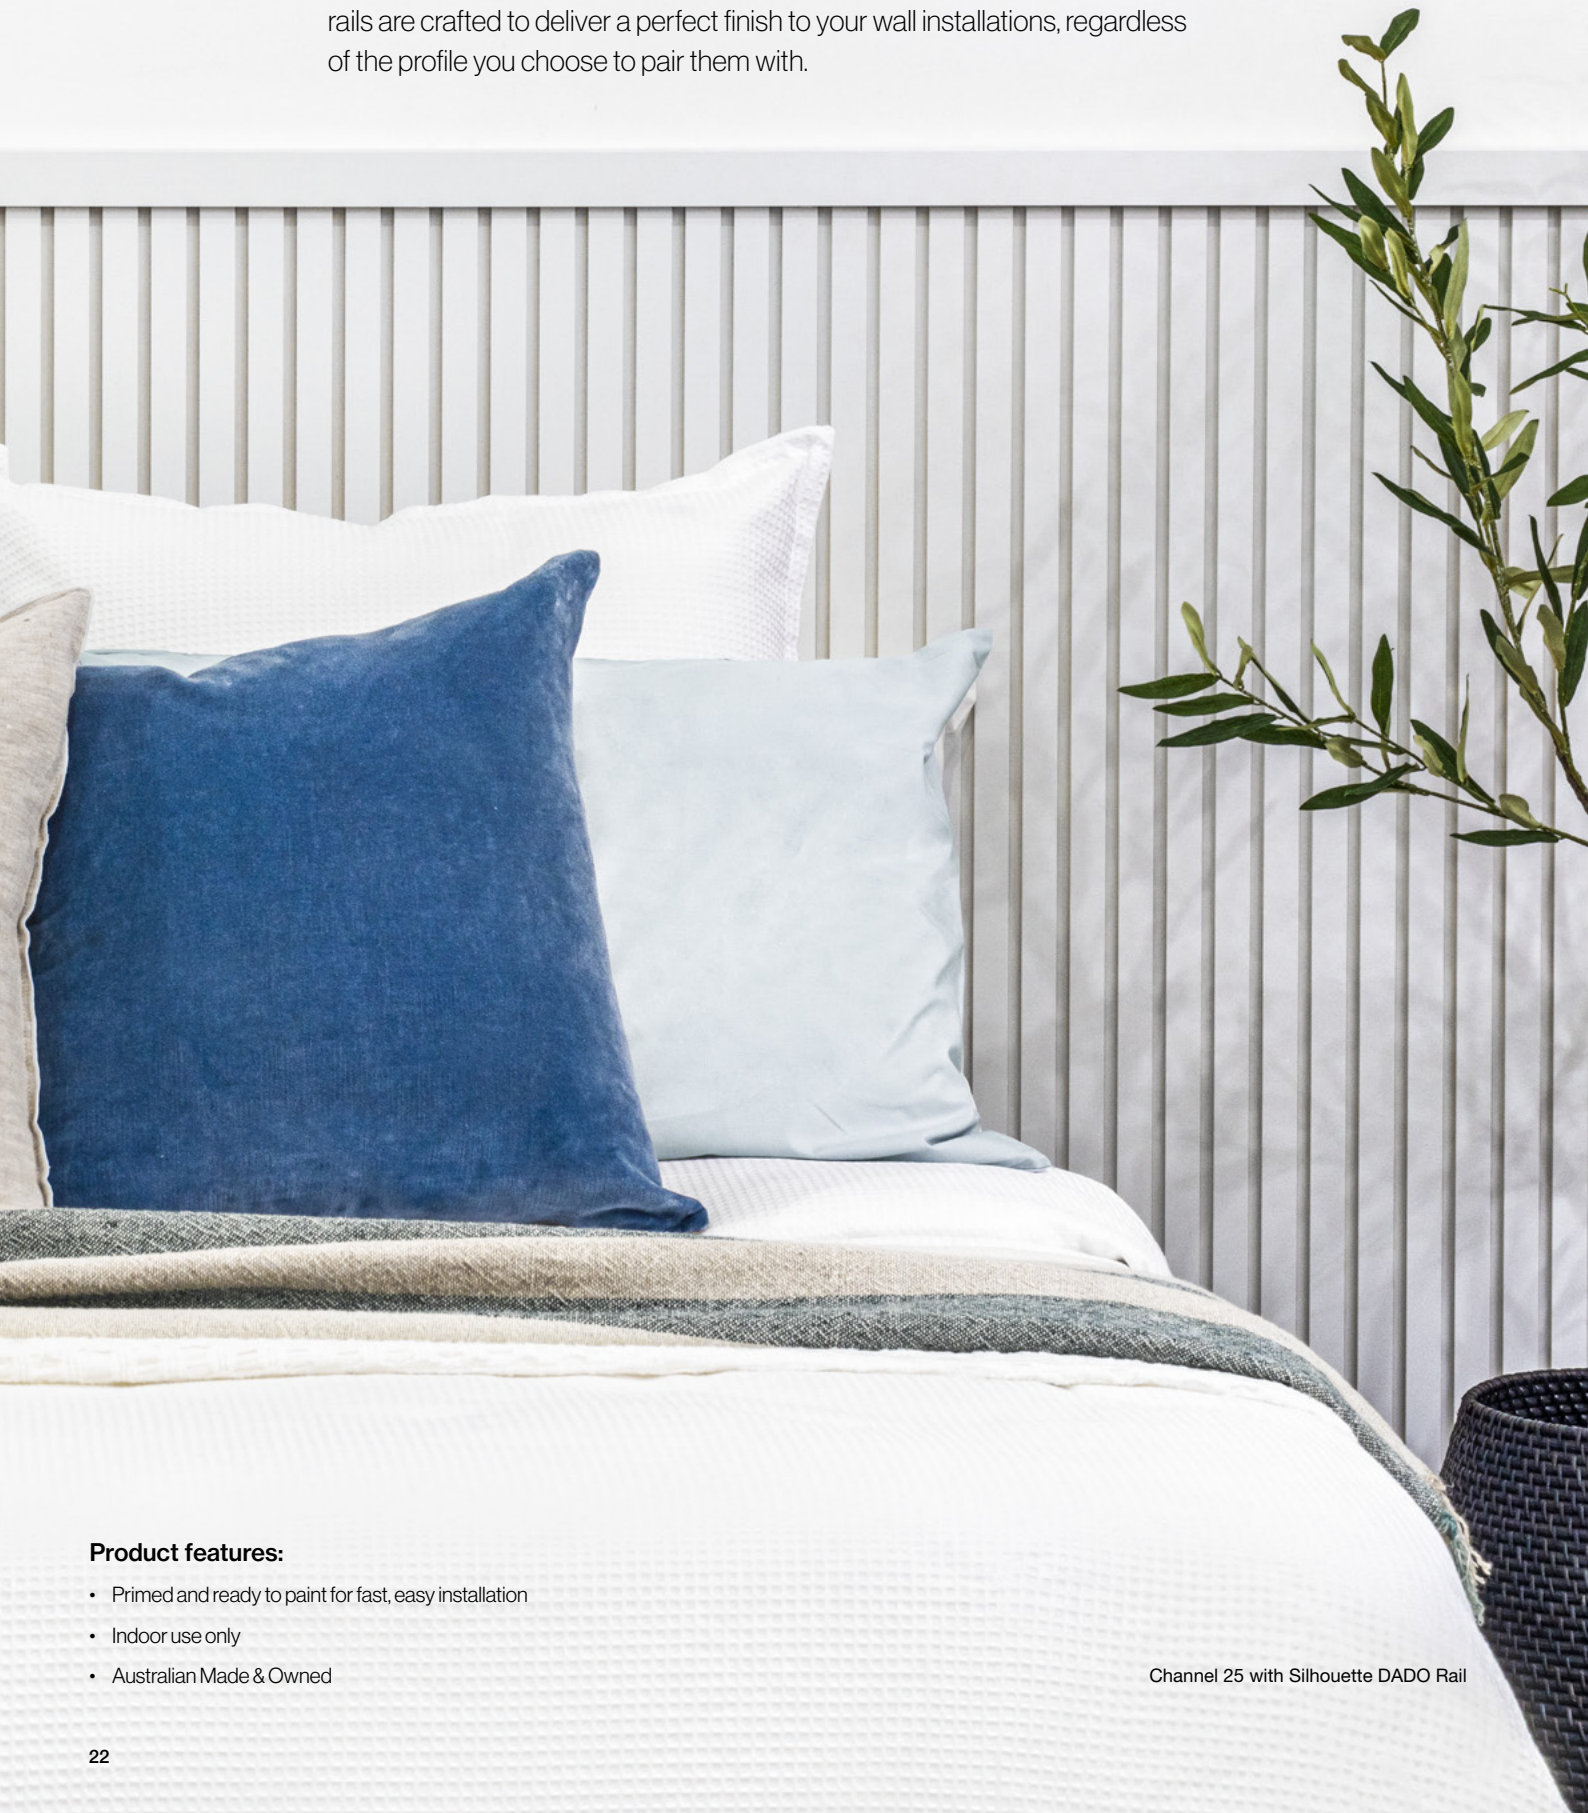 rails are crafted to deliver a perfect finish to your wall installations, regardless
of the profile you choose to pair them with.
Product features:
• Primed and ready to paint for fast, easy installation
• Indoor use only
• Australian Made & Owned
Channel 25 with Silhouette DADO Rail
22